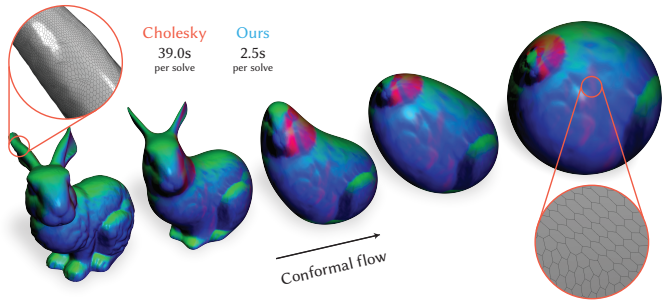 Cholesky
39.0s
per solve
Ours
2.5s
per solve
Conformal flow